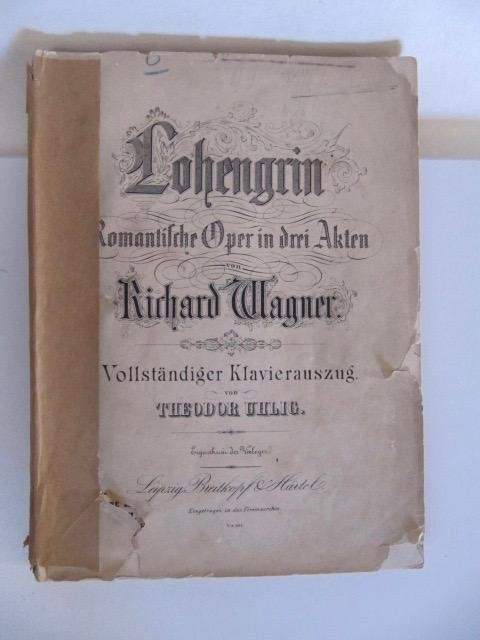 Lohengrin
Romantische Oper in drei Akten
von
Richard Wagner.
Vollständiger Klavierauszug.
von
THEODOR UHLIG.
Eigenthum der Verleger.
Leipzig, Breitkopf & Härtel.
Eingetragen in das Vereinsarchiv.